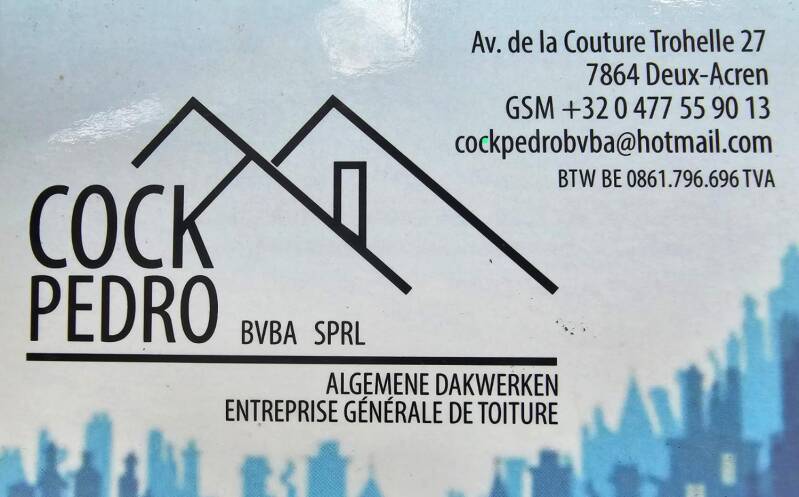 Av. de la Couture Trohelle 27
7864 Deux-Acren
GSM +32 0 477 55 90 13
cockpedrobvba@hotmail.com
BTW BE 0861.796.696 TVA
COCK
PEDRO BVBA SPRL
ALGEMENE DAKWERKEN
ENTREPRISE GÉNÉRALE DE TOITURE